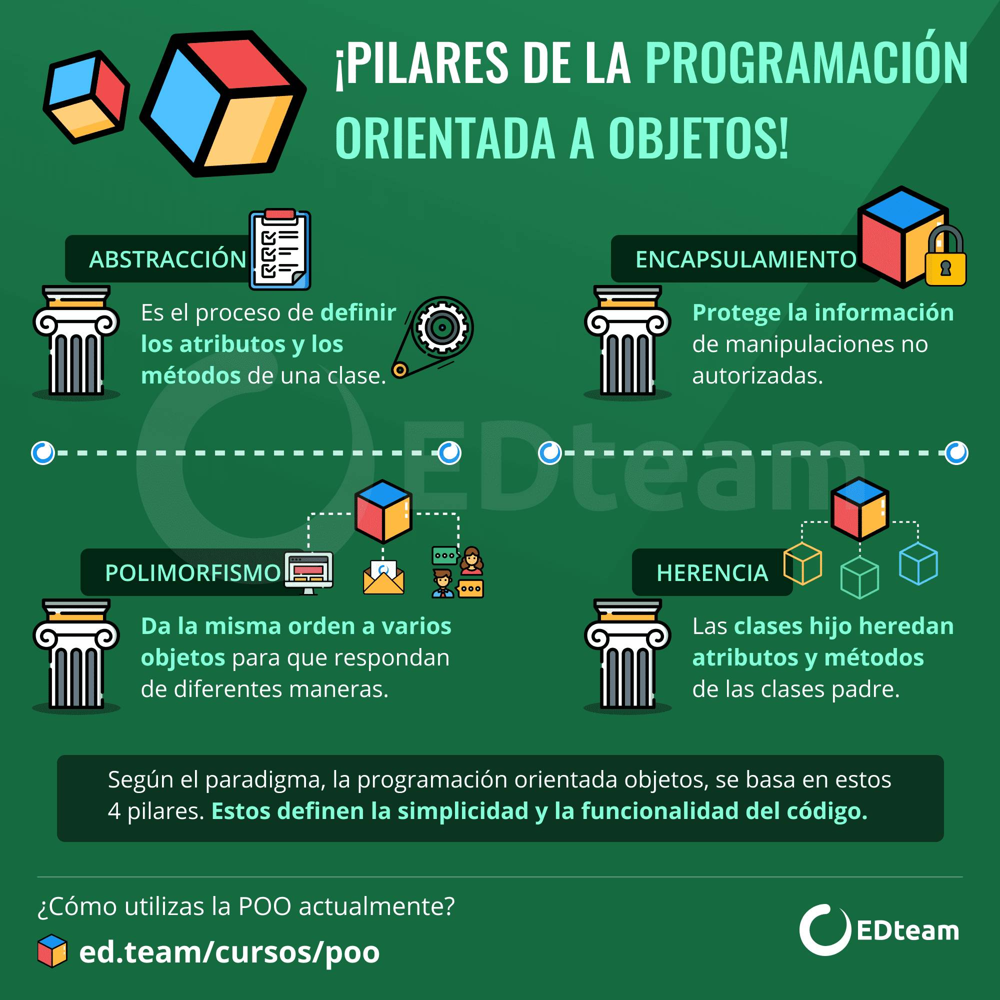 ¡PILARES DE LA PROGRAMACIÓN
ORIENTADA A OBJETOS!
ABSTRACCIÓN
Es el proceso de definir
los atributos y los
métodos de una clase.
ENCAPSULAMIENTO
Protege la información
de manipulaciones no
autorizadas.
EDteam
POLIMORFISMO
Da la misma orden a varios
objetos para que respondan
de diferentes maneras.
HERENCIA
Las clases hijo heredan
atributos y métodos
de las clases padre.
Según el paradigma, la programación orientada objetos, se basa en estos
4 pilares. Estos definen la simplicidad y la funcionalidad del código.
¿Cómo utilizas la POO actualmente?
ed.team/cursos/poo
EDteam